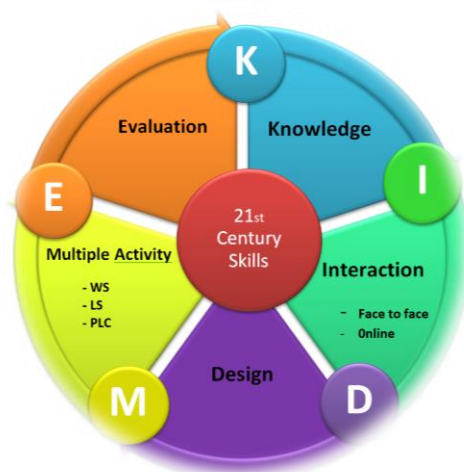 K
Evaluation
Knowledge
E
I
21st
Century
Skills
Multiple Activity
- WS
- LS
- PLC
Interaction
- Face to face
- 0nline
Design
M
D